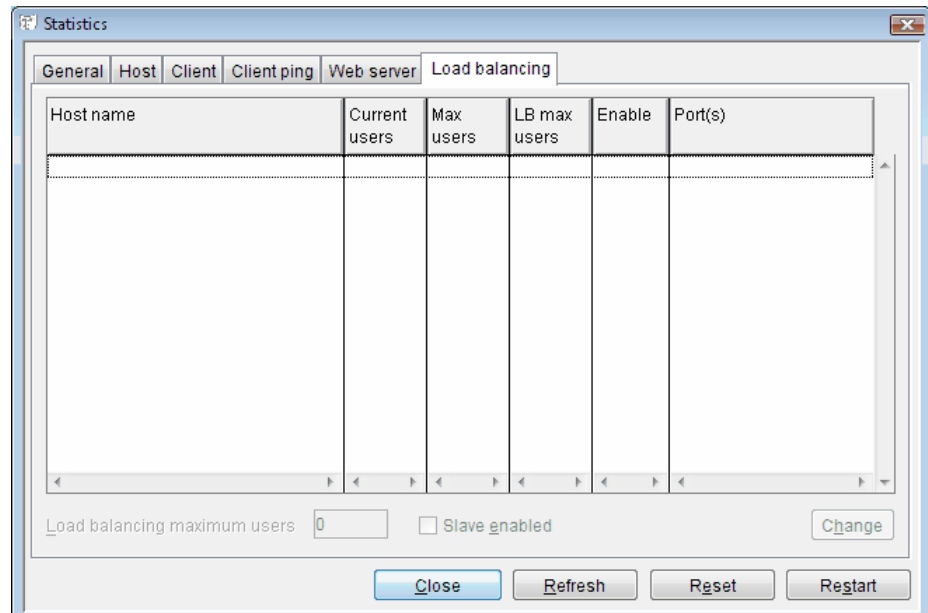 Statistics
General Host Client Client ping Web server Load balancing
Host name Current users Max users LB max users Enable Port(s)
Load balancing maximum users 0 Slave enabled Change
Close Refresh Reset Restart